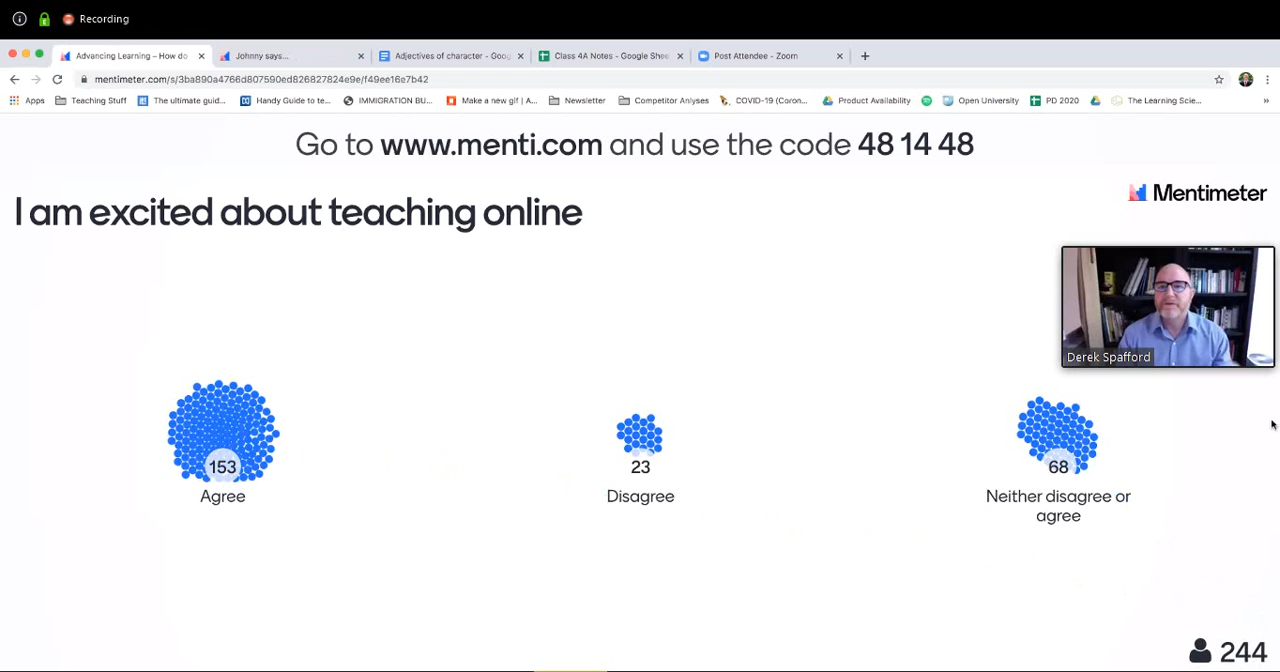 Recording
Advancing Learning – How do
Johnny says...
Adjectives of character - Goo
Class 4A Notes - Google Shee
Post Attendee - Zoom
mentimeter.com/s/3ba890a4766d807590ed826827824e9e/f49ee16e7b42
Apps
Teaching Stuff
The ultimate guid...
Handy Guide to te...
IMMIGRATION BU...
Make a new gif | A...
Newsletter
Competitor Anlyses
COVID-19 (Coron...
Product Availability
Open University
PD 2020
The Learning Scie...
»
Go to www.menti.com and use the code 48 14 48
Mentimeter
I am excited about teaching online
Derek Spafford
153
Agree
23
Disagree
68
Neither disagree or
agree
244